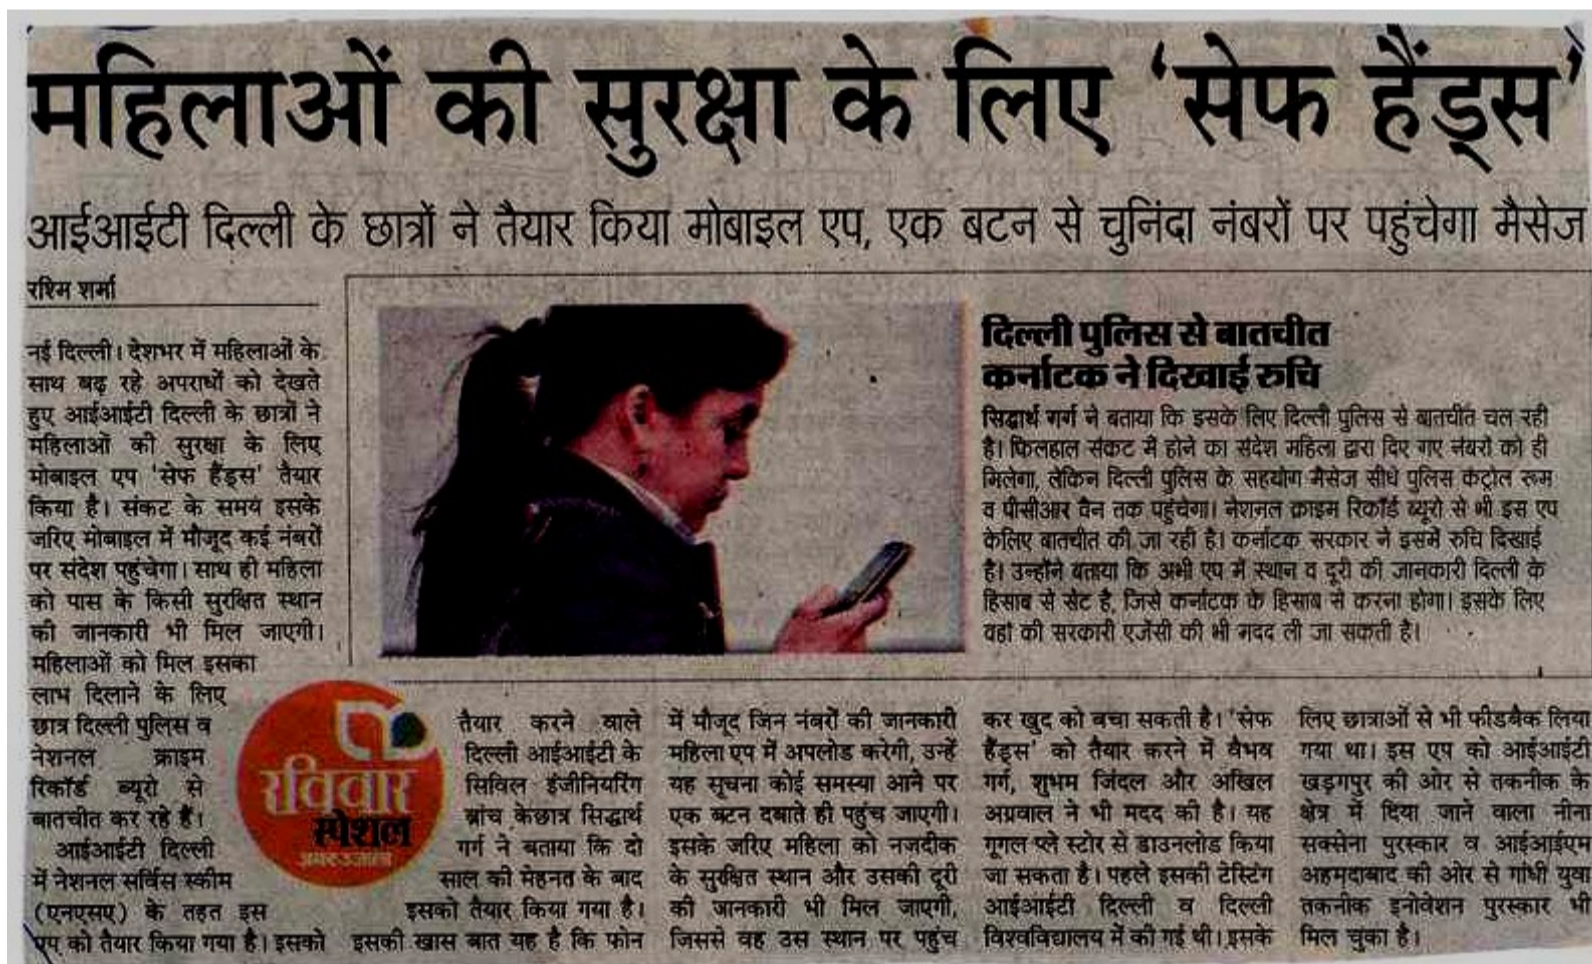 महिलाओं की सुरक्षा के लिए ‘सेफ हैंड्स’
आईआईटी दिल्ली के छात्रों ने तैयार किया मोबाइल एप, एक बटन से चुनिंदा नंबरों पर पहुंचेगा मैसेज
रश्मि शर्मा
नई दिल्ली। देशभर में महिलाओं के
साथ बढ़ रहे अपराधों को देखते
हुए आईआईटी दिल्ली के छात्रों ने
महिलाओं की सुरक्षा के लिए
मोबाइल एप 'सेफ हैंड्स' तैयार
किया है। संकट के समय इसके
जरिए मोबाइल में मौजूद कई नंबरों
पर संदेश पहुंचेगा। साथ ही महिला
को पास के किसी सुरक्षित स्थान
की जानकारी भी मिल जाएगी।
महिलाओं को मिल इसका
लाभ दिलाने के लिए
छात्र दिल्ली पुलिस व
नेशनल क्राइम
रिकॉर्ड ब्यूरो से
बातचीत कर रहे हैं।
आईआईटी दिल्ली
में नेशनल सर्विस स्कीम
(एनएसए) के तहत इस
एप को तैयार किया गया है। इसको
रविवार
स्पेशल
अमर उजाला
तैयार करने वाले
दिल्ली आईआईटी के
सिविल इंजीनियरिंग
ब्रांच केछात्र सिद्धार्थ
गर्ग ने बताया कि दो
साल की मेहनत के बाद
इसको तैयार किया गया है।
इसकी खास बात यह है कि फोन
में मौजूद जिन नंबरों की जानकारी
महिला एप में अपलोड करेगी, उन्हें
यह सूचना कोई समस्या आने पर
एक बटन दबाते ही पहुंच जाएगी।
इसके जरिए महिला को नजदीक
के सुरक्षित स्थान और उसकी दूरी
की जानकारी भी मिल जाएगी,
जिससे वह उस स्थान पर पहुंच
कर खुद को बचा सकती है। 'सेफ
हैंड्स' को तैयार करने में वैभव
गर्ग, शुभम जिंदल और अखिल
अग्रवाल ने भी मदद की है। यह
गूगल प्ले स्टोर से डाउनलोड किया
जा सकता है। पहले इसकी टेस्टिंग
आईआईटी दिल्ली व दिल्ली
विश्वविद्यालय में की गई थी। इसके
लिए छात्राओं से भी फीडबैक लिया
गया था। इस एप को आईआईटी
खड़गपुर की ओर से तकनीक के
क्षेत्र में दिया जाने वाला नीना
सक्सेना पुरस्कार व आईआईएम
अहमदाबाद की ओर से गांधी युवा
तकनीक इनोवेशन पुरस्कार भी
मिल चुका है।
दिल्ली पुलिस से बातचीत
कर्नाटक ने दिखाई रुचि
सिद्धार्थ गर्ग ने बताया कि इसके लिए दिल्ली पुलिस से बातचीत चल रही
है। फिलहाल संकट में होने का संदेश महिला द्वारा दिए गए नंबरों को ही
मिलेगा, लेकिन दिल्ली पुलिस के सहयोग मैसेज सीधे पुलिस कंट्रोल रूम
व पीसीआर वैन तक पहुंचेगा। नेशनल क्राइम रिकॉर्ड ब्यूरो से भी इस एप
केलिए बातचीत की जा रही है। कर्नाटक सरकार ने इसमें रुचि दिखाई
है। उन्होंने बताया कि अभी एप में स्थान व दूरी की जानकारी दिल्ली के
हिसाब से सेट है, जिसे कर्नाटक के हिसाब से करना होगा। इसके लिए
वहां की सरकारी एजेंसी की भी मदद ली जा सकती है।